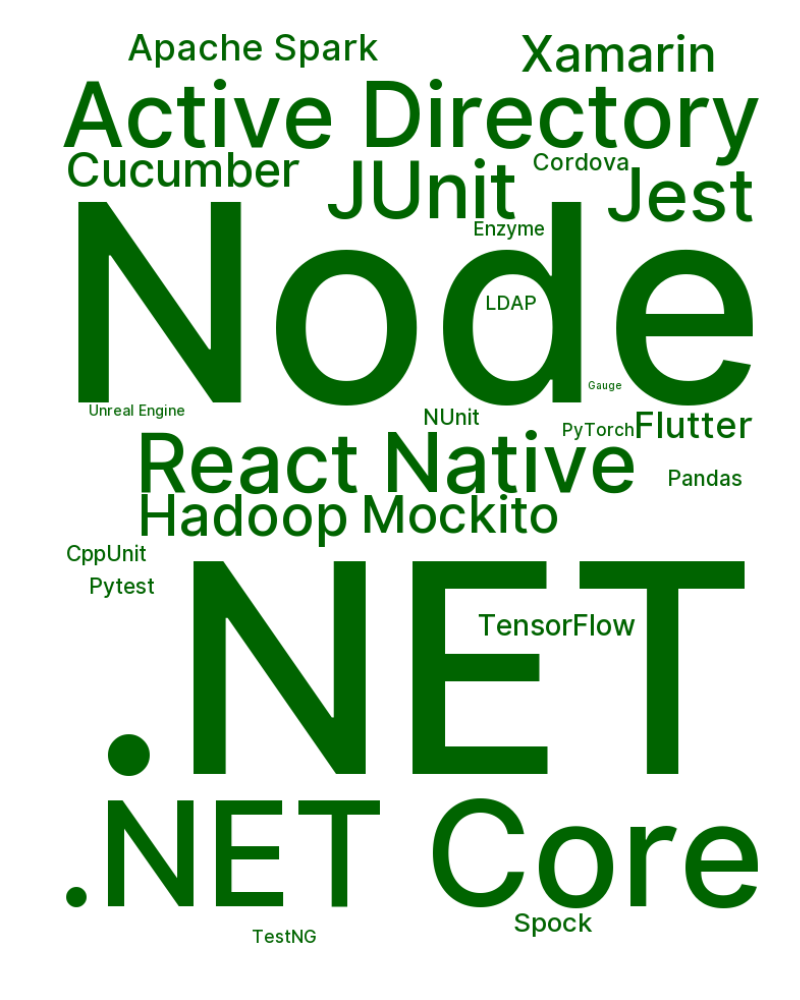 Apache Spark
Xamarin
Active Directory
Cucumber
JUnit
Cordova
Jest
Enzyme
Node
LDAP
Gauge
Unreal Engine
NUnit
PyTorch
Flutter
React Native
Pandas
Hadoop
Mockito
CppUnit
Pytest
.NET
TensorFlow
.NET Core
Spock
TestNG